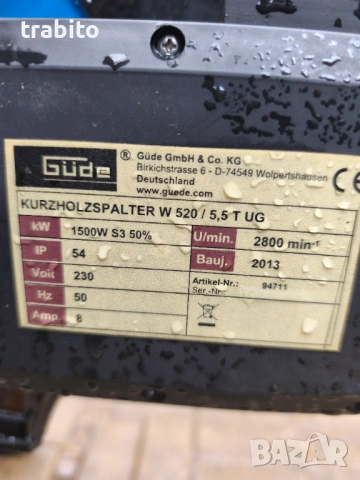 trabito
Güde ® Güde GmbH & Co. KG
Birkichstrasse 6 - D-74549 Wolpertshausen
Deutschland
www.guede.com
KURZHOLZSPALTER W 520 / 5,5 T UG
kW 1500W S3 50% U/min. 2800 min-¹
IP 54 Bauj. 2013
Volt 230 Artikel-Nr.: 94711
Ser.-Nr.:
Hz 50
Amp. 8
BAZAR